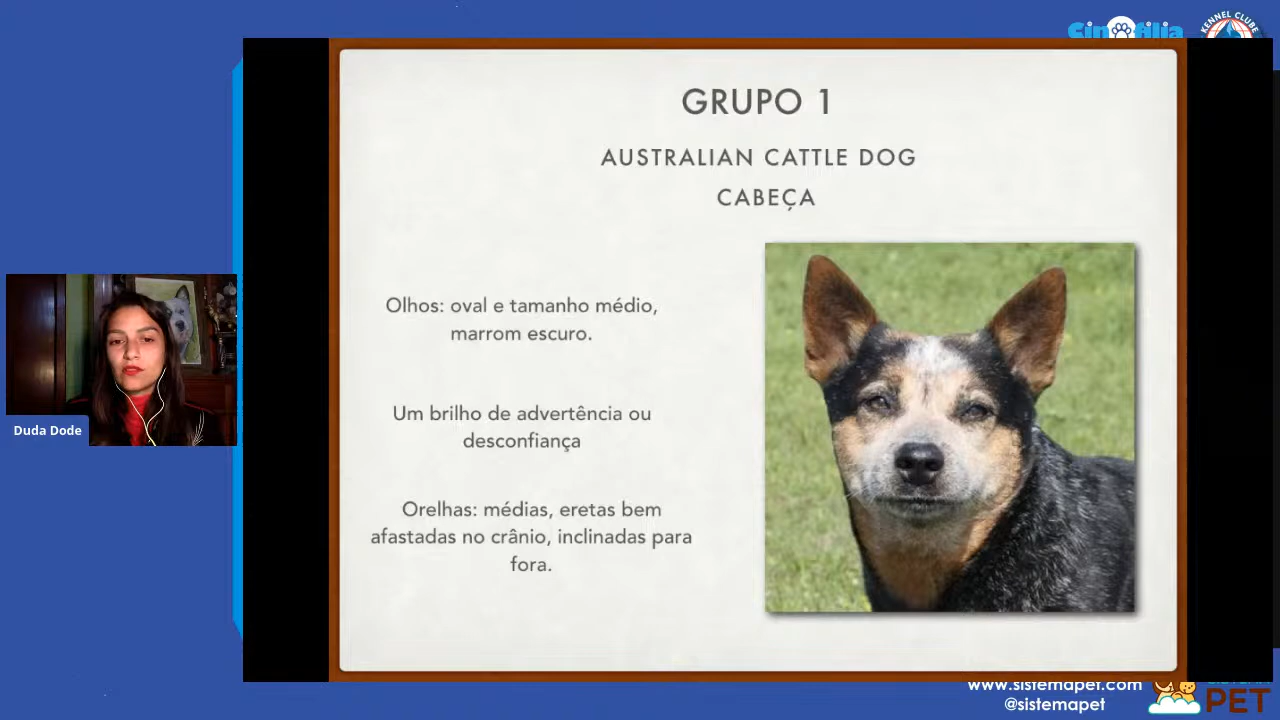 Cinofilia
KENNEL CLUBE
GRUPO 1
AUSTRALIAN CATTLE DOG
CABEÇA
Olhos: oval e tamanho médio,
marrom escuro.
Um brilho de advertência ou
desconfiança
Orelhas: médias, eretas bem
afastadas no crânio, inclinadas para
fora.
Duda Dode
www.sistemapet.com
@sistemapet
PET